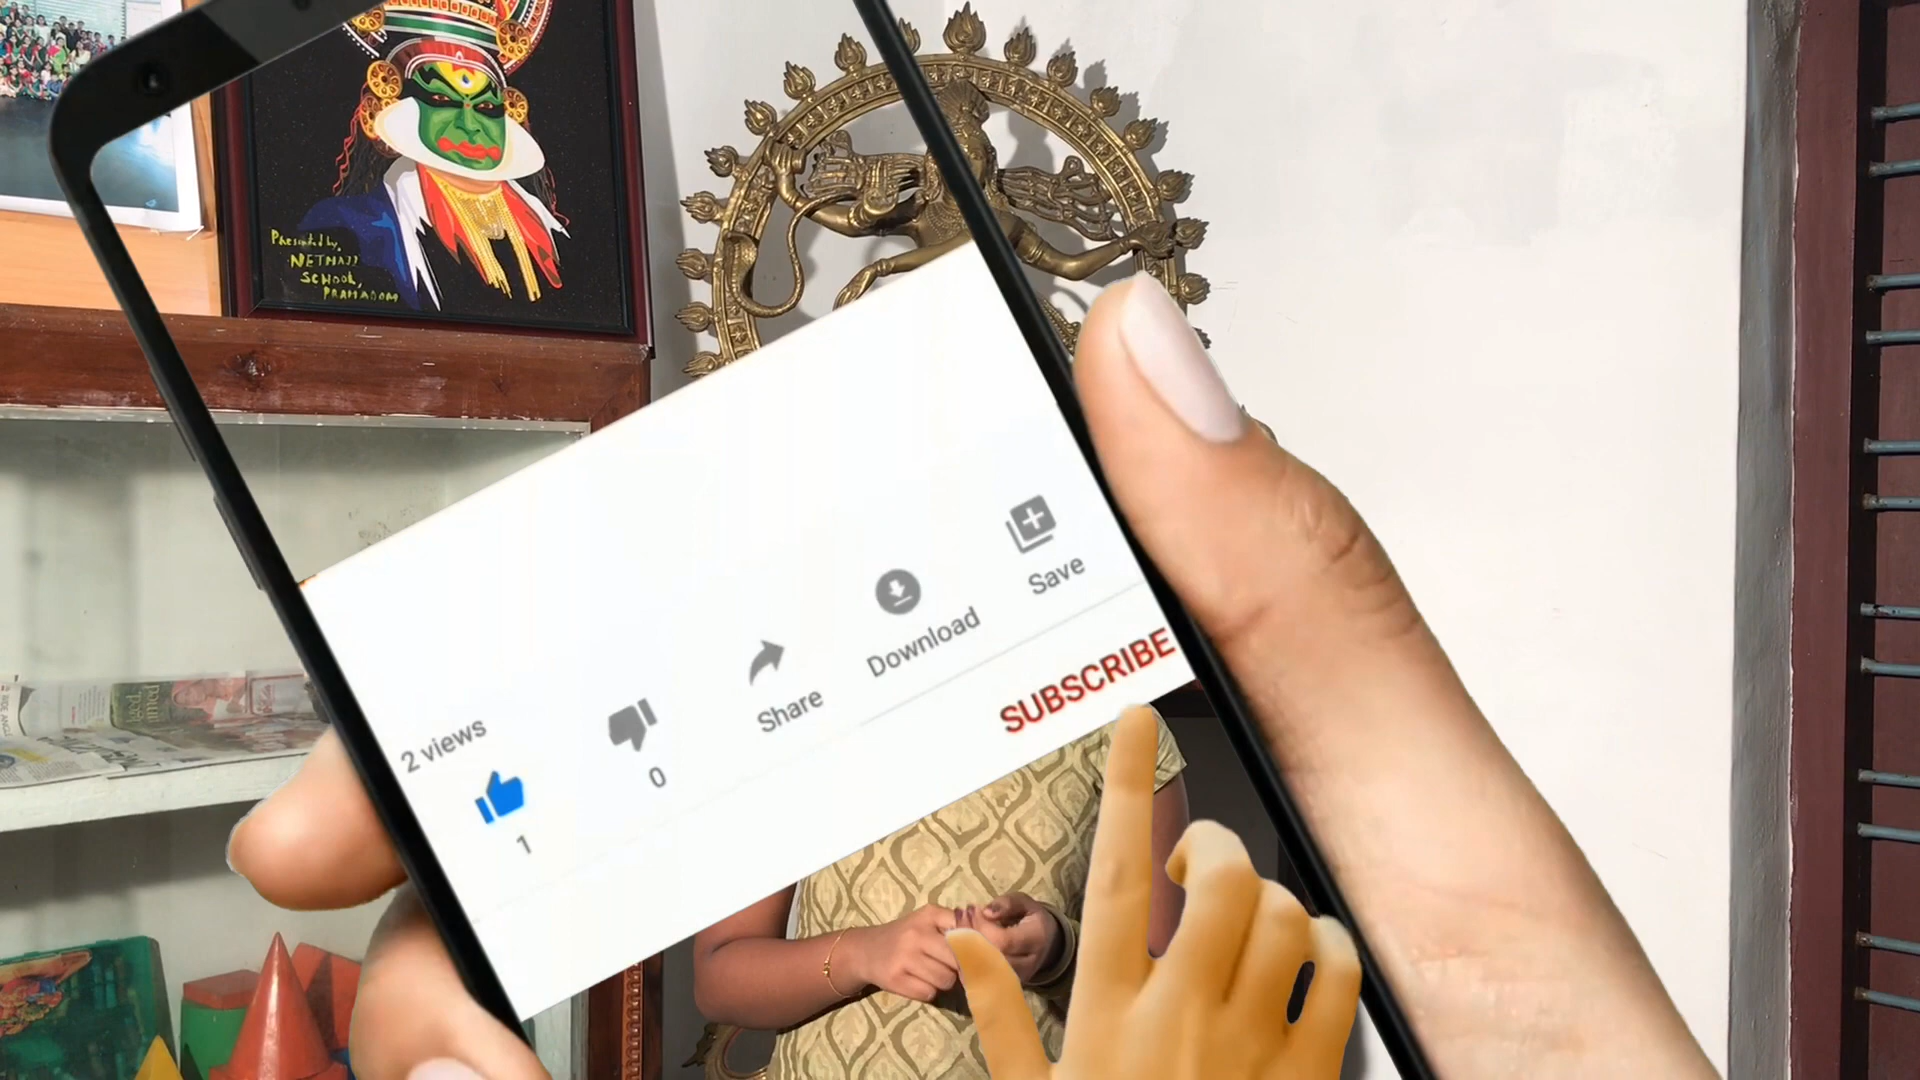 Presented by,
NETHAJI
SCHOOL,
PRAMADOM
2 views
1
0
Share
Download
Save
SUBSCRIBE